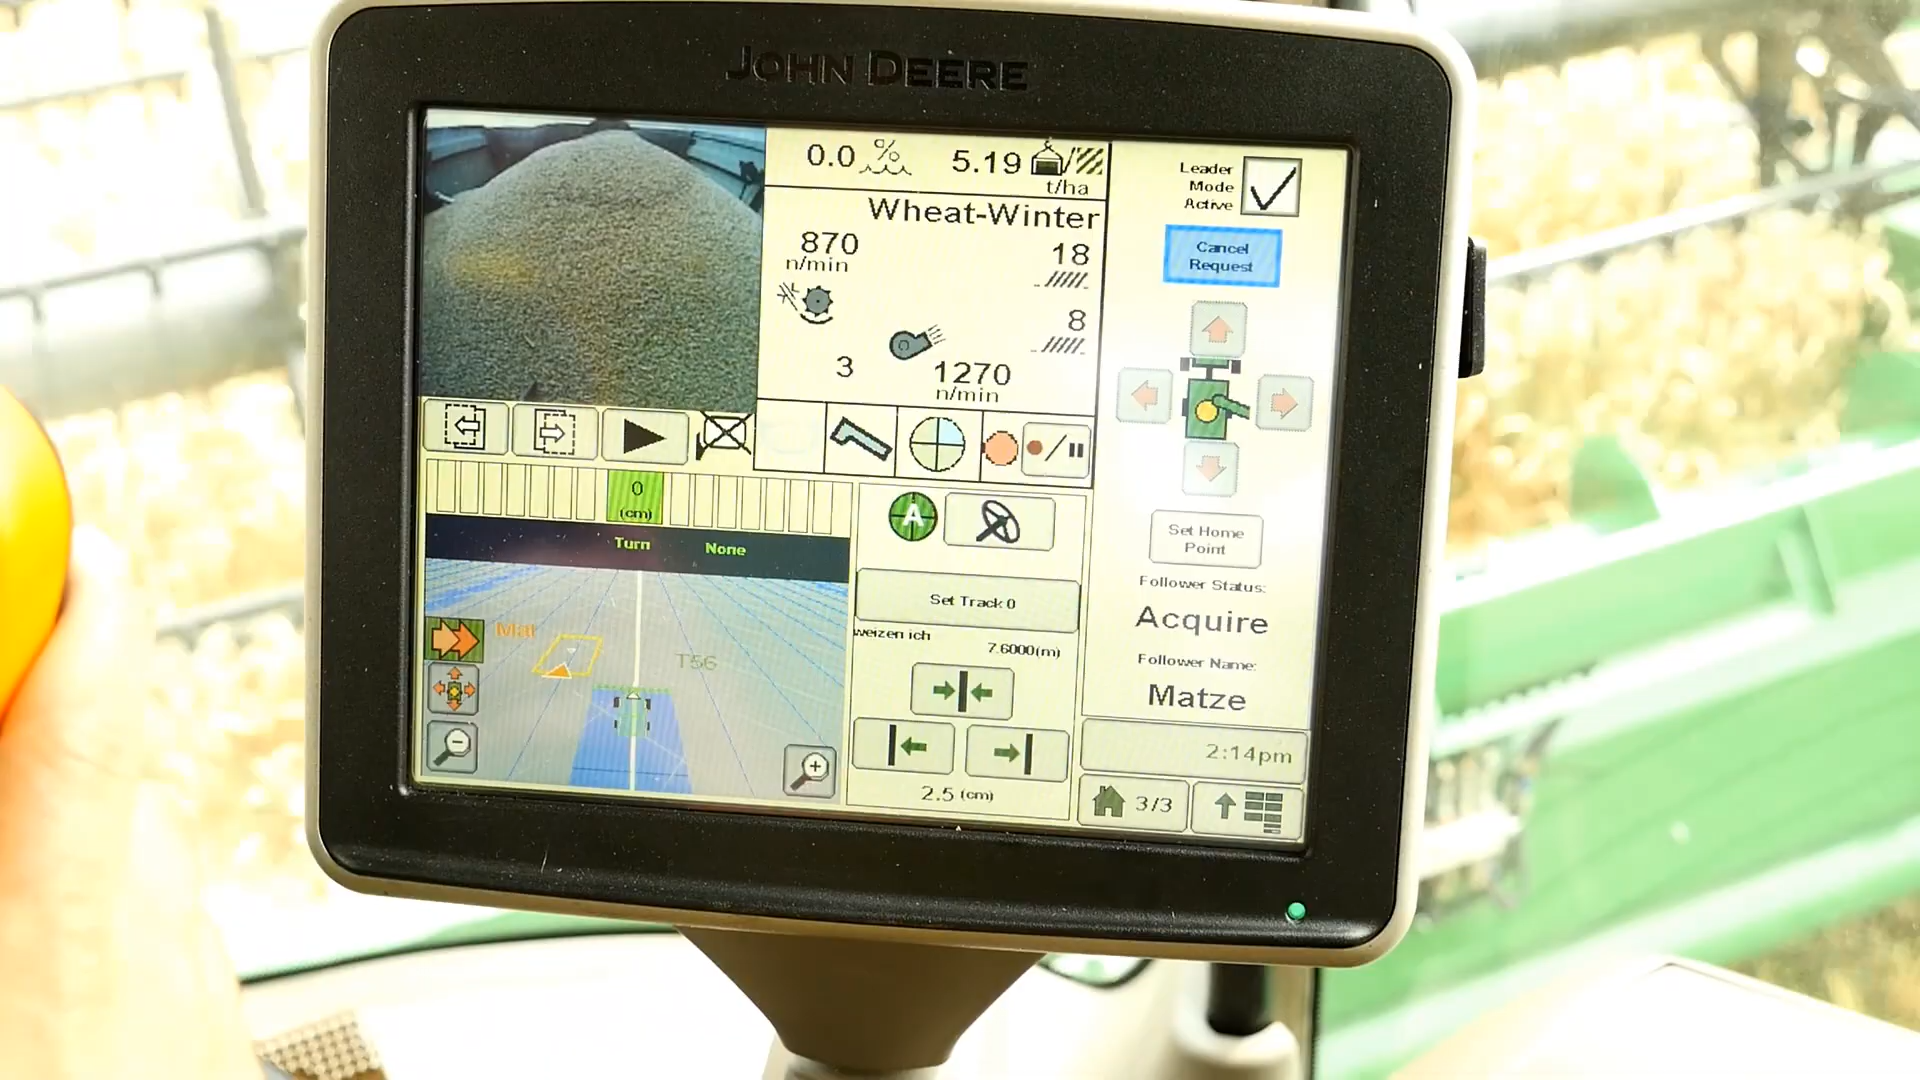 JOHN DEERE
0.0 %
5.19
t/ha
Wheat-Winter
870
n/min
18
8
3
1270
n/min
Leader
Mode
Active
Cancel
Request
0
(cm)
Turn None
A
Set Track 0
weizen ich
7.6000(m)
T56
2.5 (cm)
Set Home
Point
Follower Status:
Acquire
Follower Name:
Matze
2:14pm
3/3